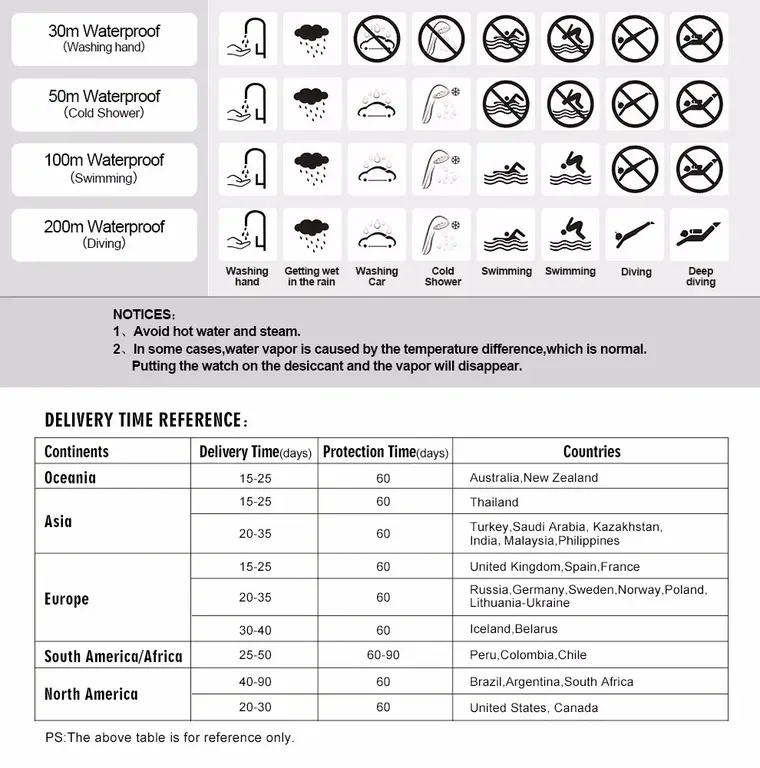 30m Waterproof
(Washing hand)
50m Waterproof
(Cold Shower)
100m Waterproof
(Swimming)
200m Waterproof
(Diving)
Washing hand
Getting wet in the rain
Washing Car
Cold Shower
Swimming
Swimming
Diving
Deep diving
NOTICES:
1、Avoid hot water and steam.
2、In some cases,water vapor is caused by the temperature difference,which is normal.
Putting the watch on the desiccant and the vapor will disappear.
DELIVERY TIME REFERENCE:
Continents Delivery Time(days) Protection Time(days) Countries
Oceania 15-25 60 Australia,New Zealand
Asia 15-25 60 Thailand
20-35 60 Turkey,Saudi Arabia, Kazakhstan,
India, Malaysia,Philippines
Europe 15-25 60 United Kingdom,Spain,France
20-35 60 Russia,Germany,Sweden,Norway,Poland,
Lithuania-Ukraine
30-40 60 Iceland,Belarus
South America/Africa 25-50 60-90 Peru,Colombia,Chile
North America 40-90 60 Brazil,Argentina,South Africa
20-30 60 United States, Canada
PS:The above table is for reference only.